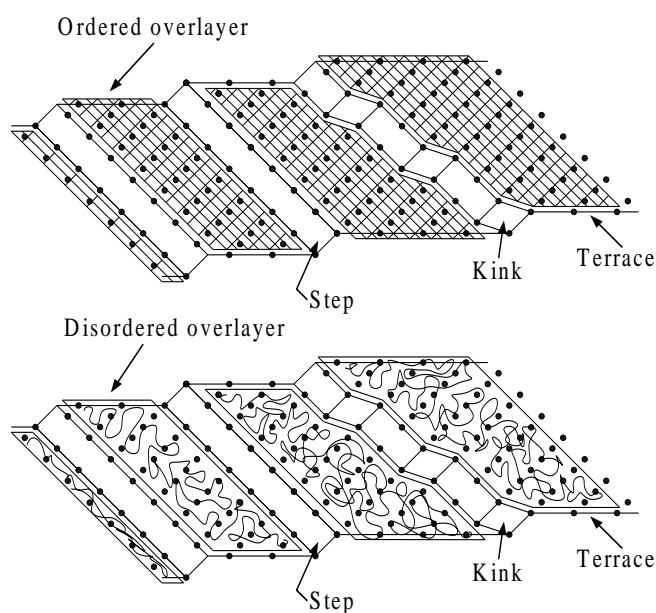 Ordered overlayer
Kink
Terrace
Step
Disordered overlayer
Terrace
Kink
Step